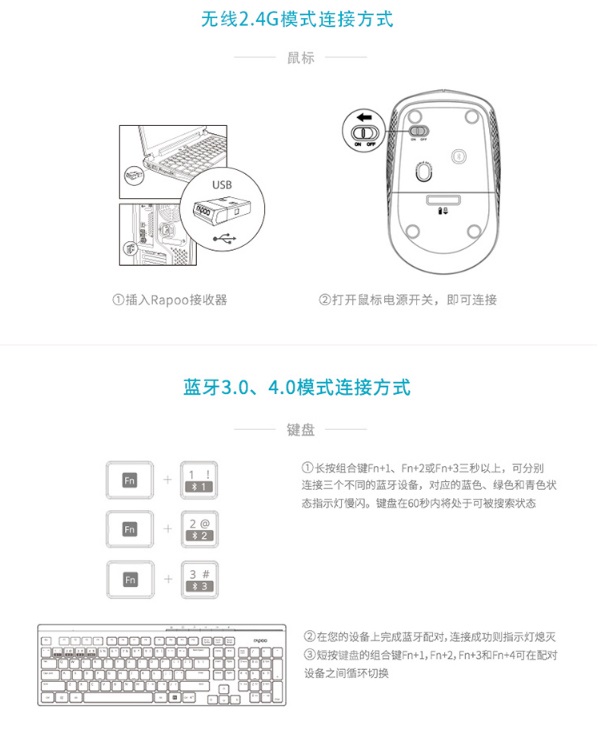 无线2.4G模式连接方式
鼠标
USB
rapoo
ON OFF
ON OFF
①插入Rapoo接收器
②打开鼠标电源开关，即可连接
蓝牙3.0、4.0模式连接方式
键盘
Fn + 1 ! 1
Fn + 2 @ 2
Fn + 3 # 3
①长按组合键Fn+1、Fn+2或Fn+3三秒以上，可分别
连接三个不同的蓝牙设备，对应的蓝色、绿色和青色状
态指示灯慢闪。键盘在60秒内将处于可被搜索状态
rapoo
②在您的设备上完成蓝牙配对,连接成功则指示灯熄灭
③短按键盘的组合键Fn+1, Fn+2, Fn+3和Fn+4可在配对
设备之间循环切换